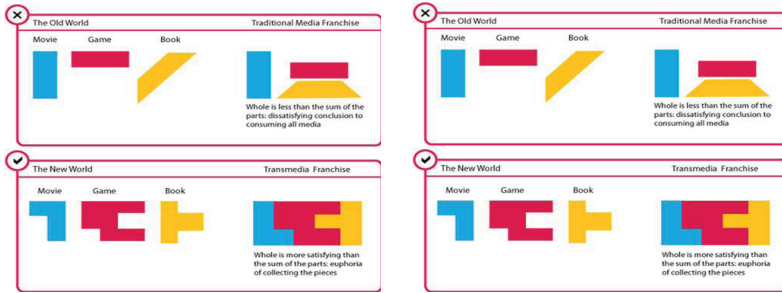 The Old World Traditional Media Franchise
Movie Game Book
Whole is less than the sum of the
parts: dissatisfying conclusion to
consuming all media
The New World Transmedia Franchise
Movie Game Book
Whole is more satisfying than
the sum of the parts: euphoria
of collecting the pieces
The Old World Traditional Media Franchise
Movie Game Book
Whole is less than the sum of the
parts: dissatisfying conclusion to
consuming all media
The New World Transmedia Franchise
Movie Game Book
Whole is more satisfying than
the sum of the parts: euphoria
of collecting the pieces